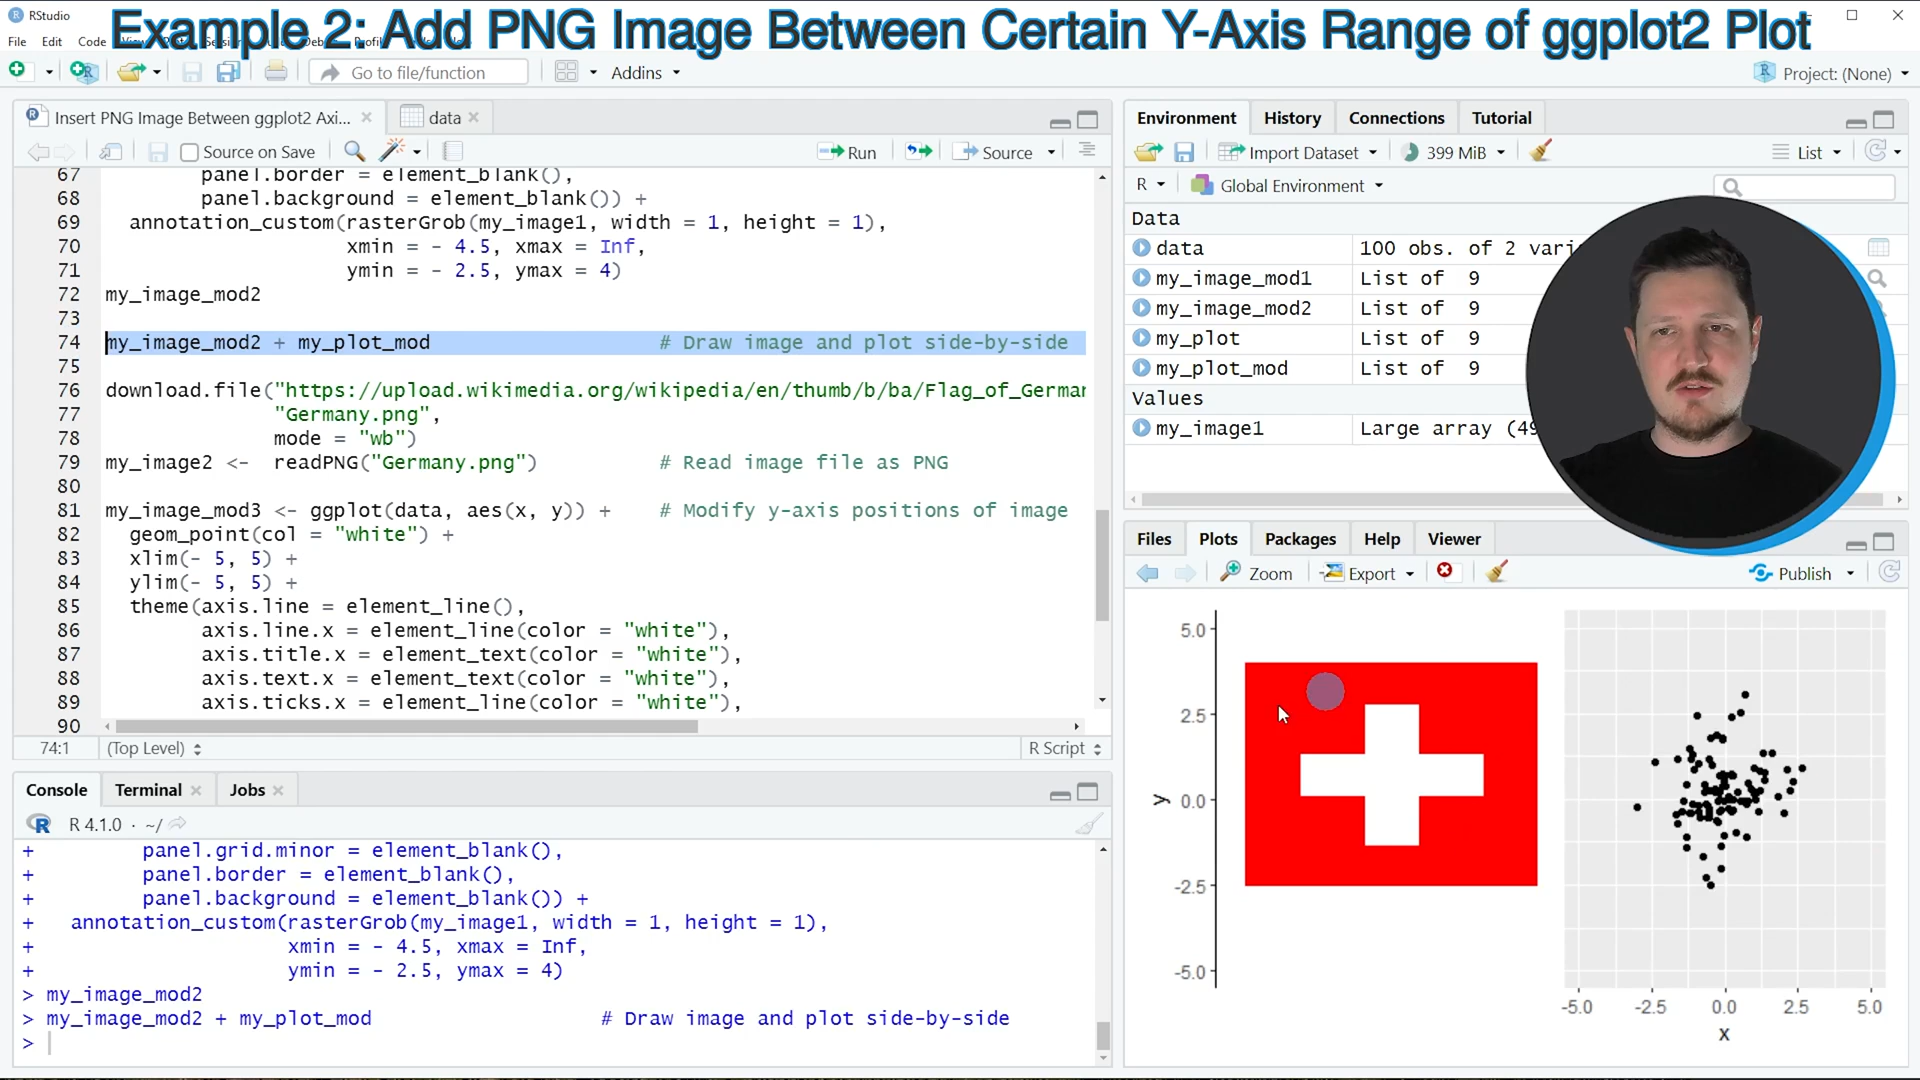 RStudio
Example 2: Add PNG Image Between Certain Y-Axis Range of ggplot2 Plot
File Edit Code
Go to file/function
Addins
Project: (None)
Insert PNG Image Between ggplot2 Axi...
data
Source on Save
Run
Source
67 panel.border = element_blank(),
68 panel.background = element_blank()) +
69 annotation_custom(rasterGrob(my_image1, width = 1, height = 1),
70 xmin = - 4.5, xmax = Inf,
71 ymin = - 2.5, ymax = 4)
72 my_image_mod2
73
74 my_image_mod2 + my_plot_mod # Draw image and plot side-by-side
75
76 download.file("https://upload.wikimedia.org/wikipedia/en/thumb/b/ba/Flag_of_German
77 "Germany.png",
78 mode = "wb")
79 my_image2 <- readPNG("Germany.png") # Read image file as PNG
80
81 my_image_mod3 <- ggplot(data, aes(x, y)) + # Modify y-axis positions of image
82 geom_point(col = "white") +
83 xlim(- 5, 5) +
84 ylim(- 5, 5) +
85 theme(axis.line = element_line(),
86 axis.line.x = element_line(color = "white"),
87 axis.title.x = element_text(color = "white"),
88 axis.text.x = element_text(color = "white"),
89 axis.ticks.x = element_line(color = "white"),
90
74:1 (Top Level) R Script
Console Terminal Jobs
R 4.1.0 · ~/
+ panel.grid.minor = element_blank(),
+ panel.border = element_blank(),
+ panel.background = element_blank()) +
+ annotation_custom(rasterGrob(my_image1, width = 1, height = 1),
+ xmin = - 4.5, xmax = Inf,
+ ymin = - 2.5, ymax = 4)
> my_image_mod2
> my_image_mod2 + my_plot_mod # Draw image and plot side-by-side
>
Environment History Connections Tutorial
Import Dataset
399 MiB
List
R
Global Environment
Data
data 100 obs. of 2 vari
my_image_mod1 List of 9
my_image_mod2 List of 9
my_plot List of 9
my_plot_mod List of 9
Values
my_image1 Large array (49
Files Plots Packages Help Viewer
Zoom
Export
Publish
5.0
2.5
y
0.0
-2.5
-5.0
-5.0 -2.5 0.0 2.5 5.0
x